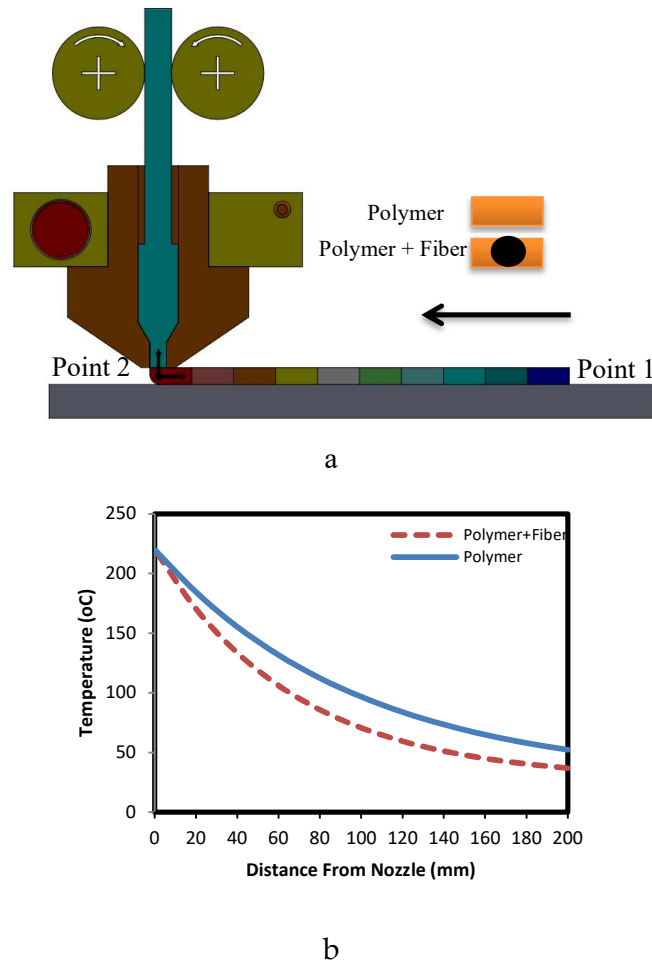 Polymer
Polymer + Fiber
Point 2
Point 1
a
250
200
150
100
50
0
Temperature (oC)
Polymer+Fiber
Polymer
0 20 40 60 80 100 120 140 160 180 200
Distance From Nozzle (mm)
b